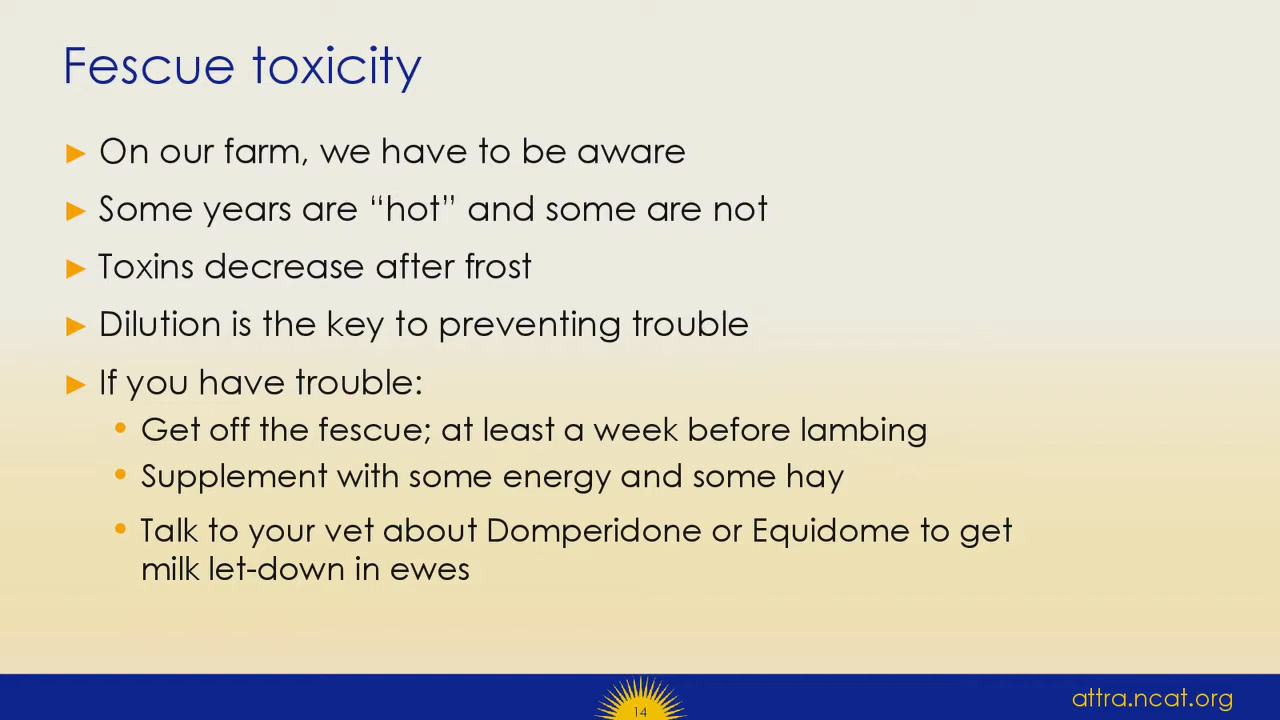 Fescue toxicity
► On our farm, we have to be aware
► Some years are “hot” and some are not
► Toxins decrease after frost
► Dilution is the key to preventing trouble
► If you have trouble:
• Get off the fescue; at least a week before lambing
• Supplement with some energy and some hay
• Talk to your vet about Domperidone or Equidome to get
milk let-down in ewes
14
attra.ncat.org